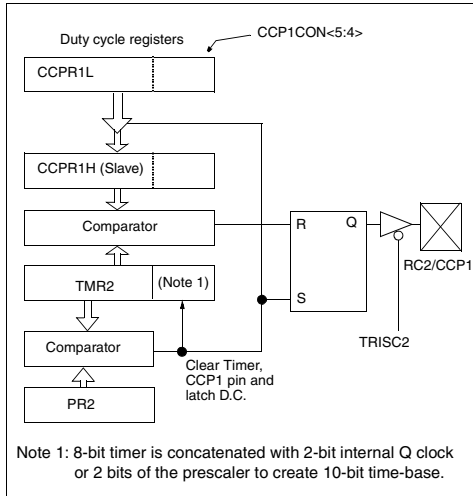 Duty cycle registers
CCP1CON<5:4>
CCPR1L
CCPR1H (Slave)
Comparator
R
Q
RC2/CCP1
TMR2
(Note 1)
S
TRISC2
Comparator
Clear Timer,
CCP1 pin and
latch D.C.
PR2
Note 1: 8-bit timer is concatenated with 2-bit internal Q clock
or 2 bits of the prescaler to create 10-bit time-base.